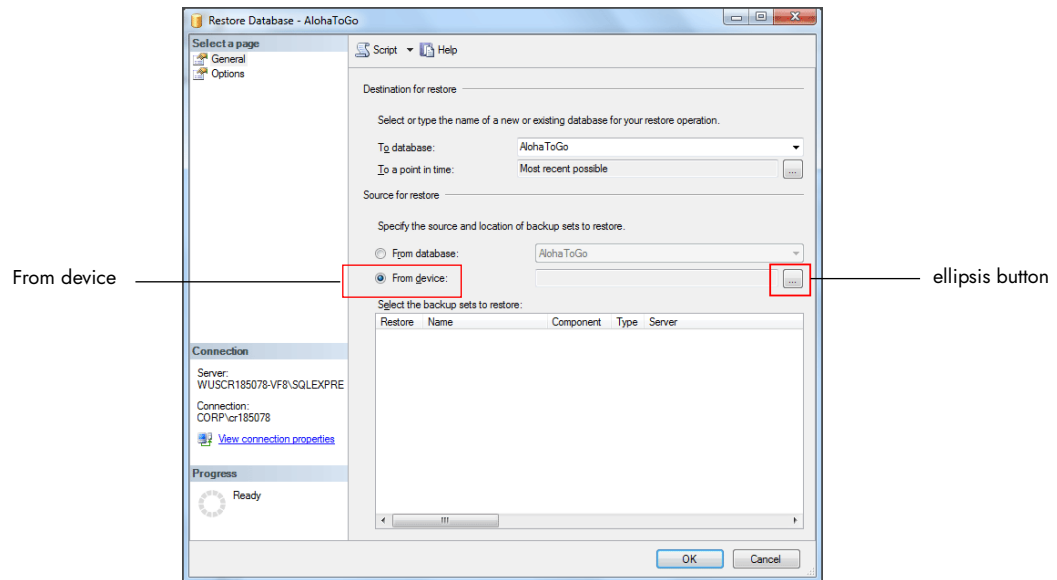 Restore Database - AlohaToGo
Select a page
General
Options
Script
Help
Destination for restore
Select or type the name of a new or existing database for your restore operation.
To database:
AlohaToGo
To a point in time:
Most recent possible
...
Source for restore
Specify the source and location of backup sets to restore.
From database:
AlohaToGo
From device
From device:
...
ellipsis button
Select the backup sets to restore:
Restore Name Component Type Server
Connection
Server:
WUSCR185078-VF8\SQLEXPRE
Connection:
CORP\cr185078
View connection properties
Progress
Ready
OK
Cancel